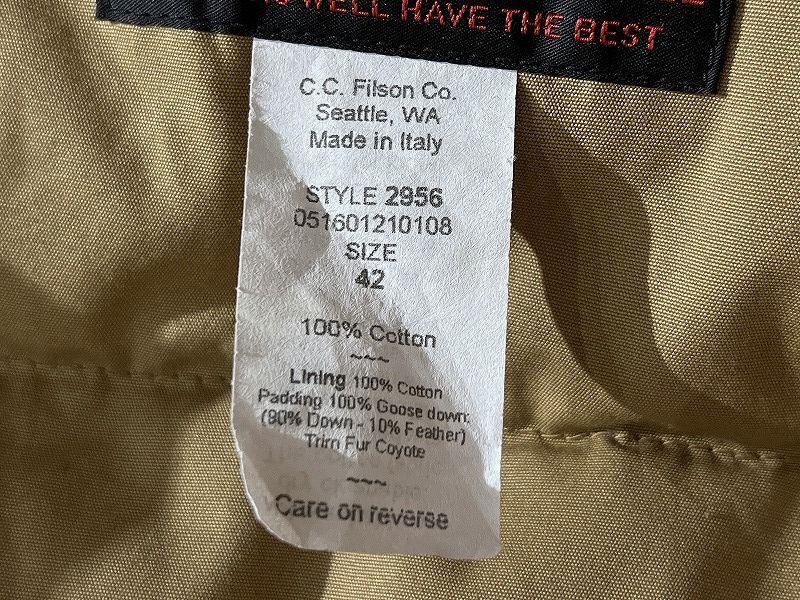 WELL HAVE THE BEST
C.C. Filson Co.
Seattle, WA
Made in Italy
STYLE 2956
051601210108
SIZE
42
100% Cotton
~~~
Lining 100% Cotton
Padding 100% Goose down:
(90% Down - 10% Feather)
Trim Fur Coyote
~~~
Care on reverse